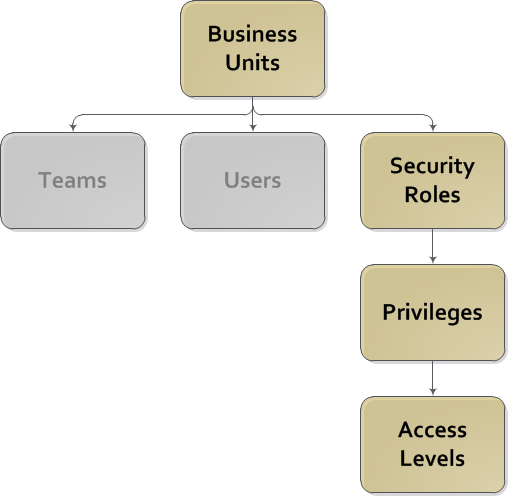 Business
Units
Teams
Users
Security
Roles
Privileges
Access
Levels